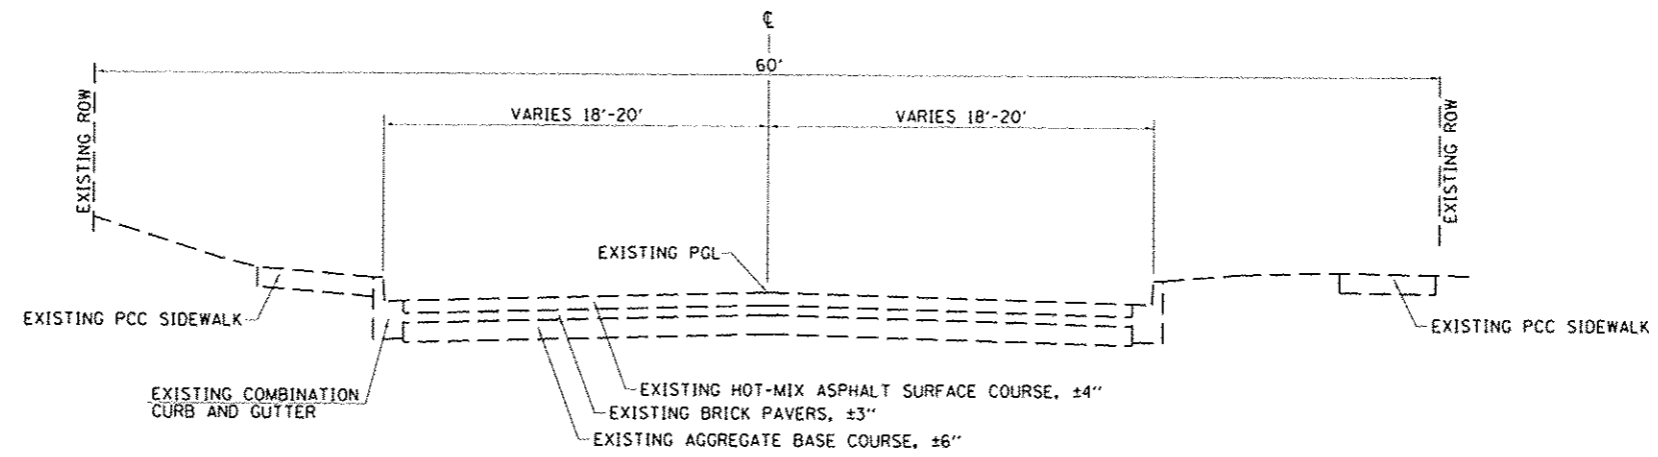 ℄
60'
VARIES 18'-20'
VARIES 18'-20'
EXISTING ROW
EXISTING ROW
EXISTING PGL
EXISTING PCC SIDEWALK
EXISTING PCC SIDEWALK
EXISTING COMBINATION
CURB AND GUTTER
EXISTING HOT-MIX ASPHALT SURFACE COURSE, ±4"
EXISTING BRICK PAVERS, ±3"
EXISTING AGGREGATE BASE COURSE, ±6"